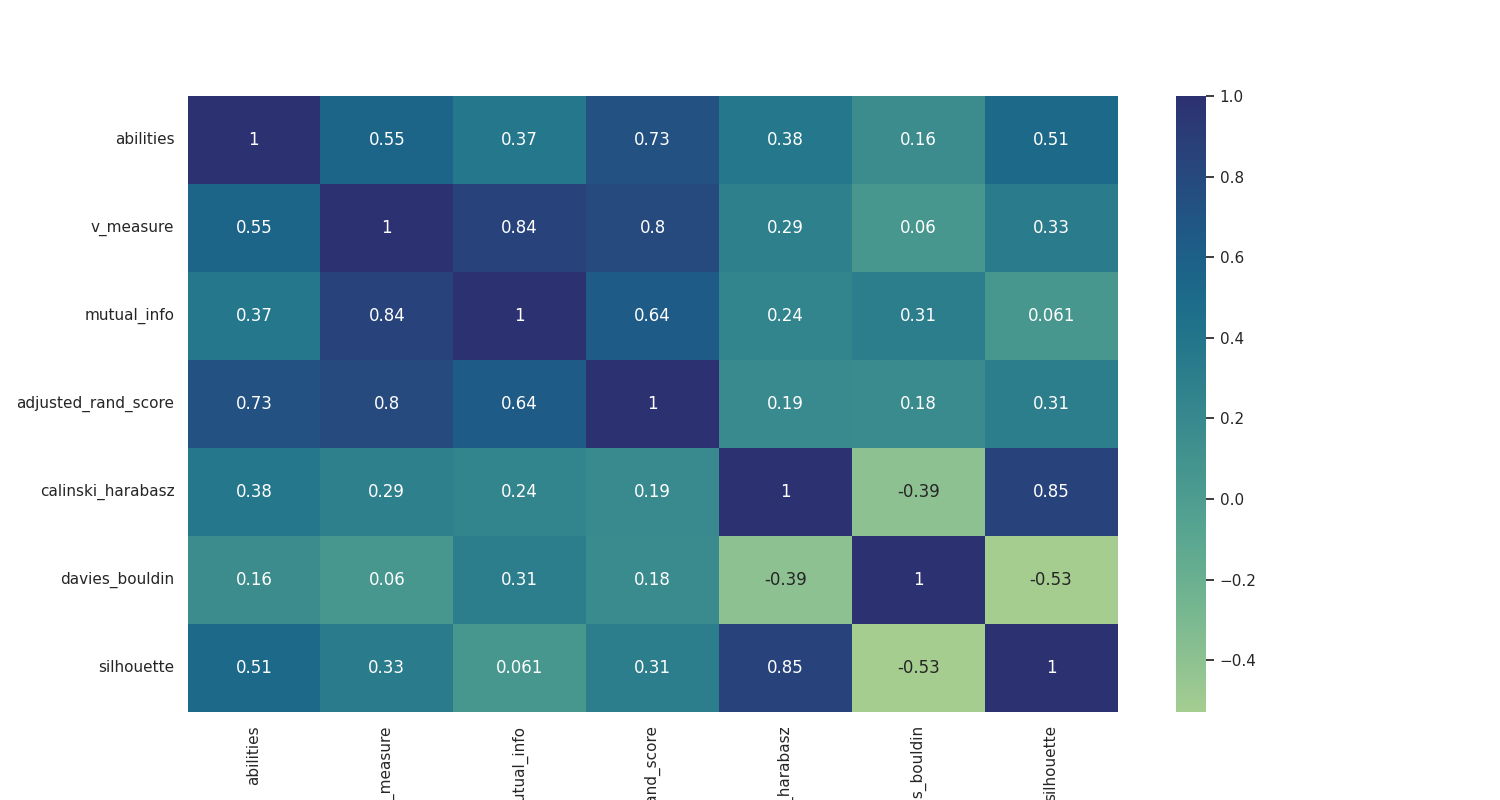 abilities 1 0.55 0.37 0.73 0.38 0.16 0.51
v_measure 0.55 1 0.84 0.8 0.29 0.06 0.33
mutual_info 0.37 0.84 1 0.64 0.24 0.31 0.061
adjusted_rand_score 0.73 0.8 0.64 1 0.19 0.18 0.31
calinski_harabasz 0.38 0.29 0.24 0.19 1 -0.39 0.85
davies_bouldin 0.16 0.06 0.31 0.18 -0.39 1 -0.53
silhouette 0.51 0.33 0.061 0.31 0.85 -0.53 1
abilities
_measure
utual_info
and_score
_harabasz
s_bouldin
silhouette
1.0
0.8
0.6
0.4
0.2
0.0
−0.2
−0.4